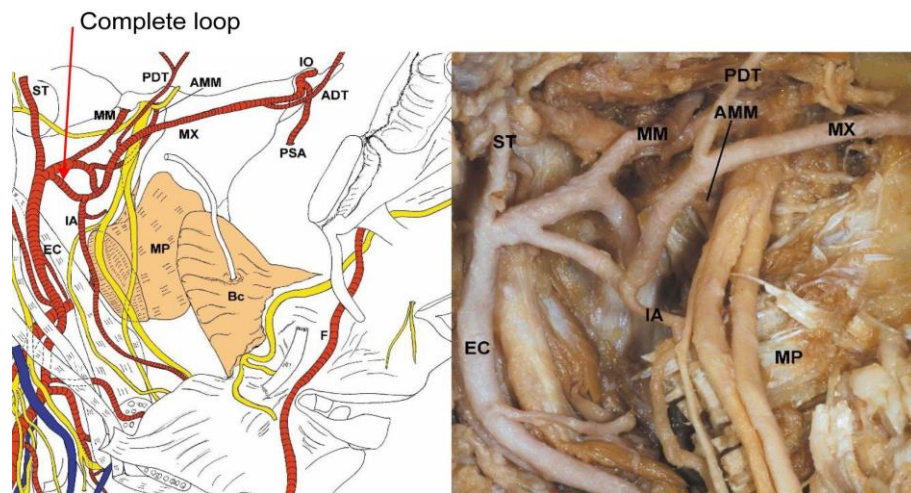 Complete loop
ST
PDT
AMM
IO
ADT
MM
MX
PSA
IA
EC
MP
Bc
F
PDT
AMM
MX
MM
ST
IA
EC
MP